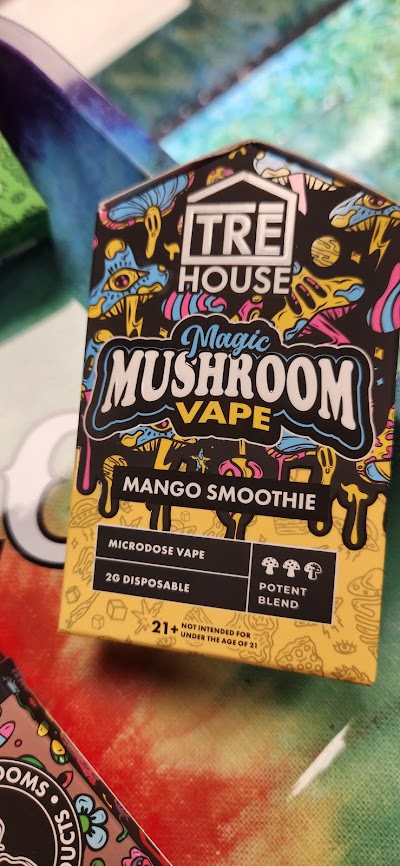 TRĒ
HOUSE
Magic
MUSHROOM
VAPE
MANGO SMOOTHIE
MICRODOSE VAPE
2G DISPOSABLE
POTENT
BLEND
21+ NOT INTENDED FOR
UNDER THE AGE OF 21